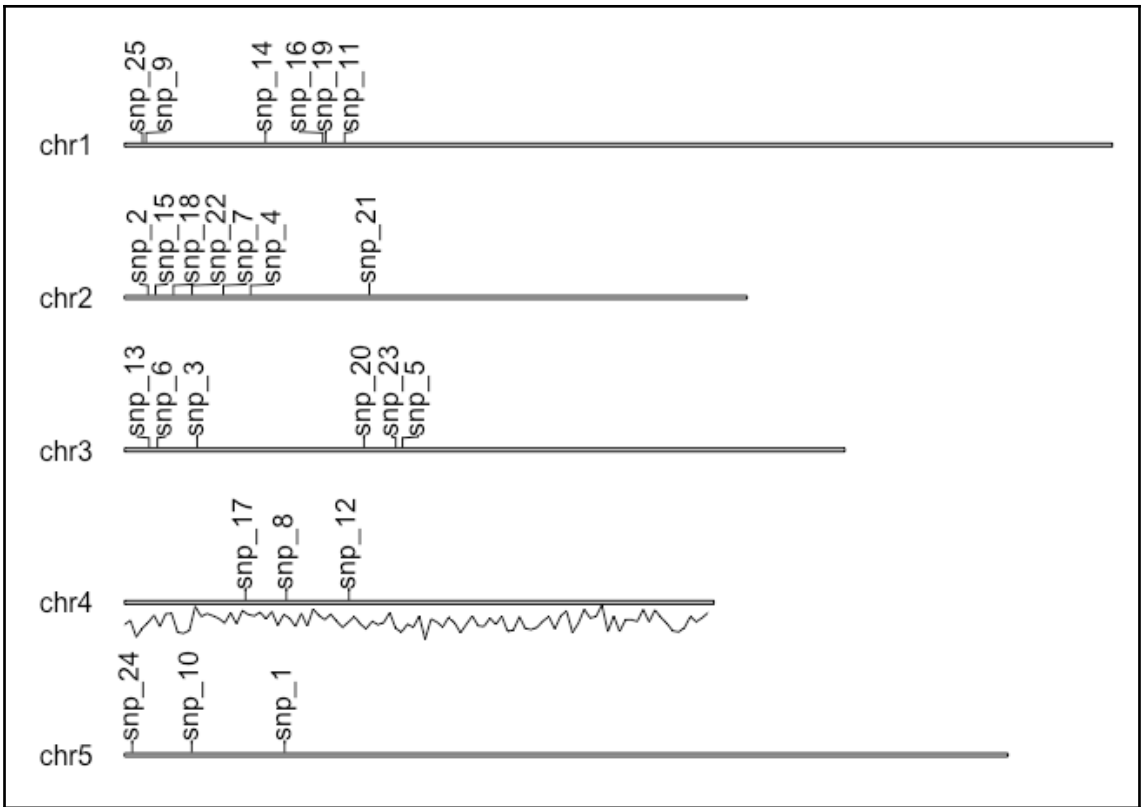 snp_25 snp_9 snp_14 snp_16 snp_19 snp_11
chr1
snp_2 snp_15 snp_18 snp_22 snp_7 snp_4 snp_21
chr2
snp_13 snp_6 snp_3 snp_20 snp_23 snp_5
chr3
snp_17 snp_8 snp_12
chr4
snp_24 snp_10 snp_1
chr5